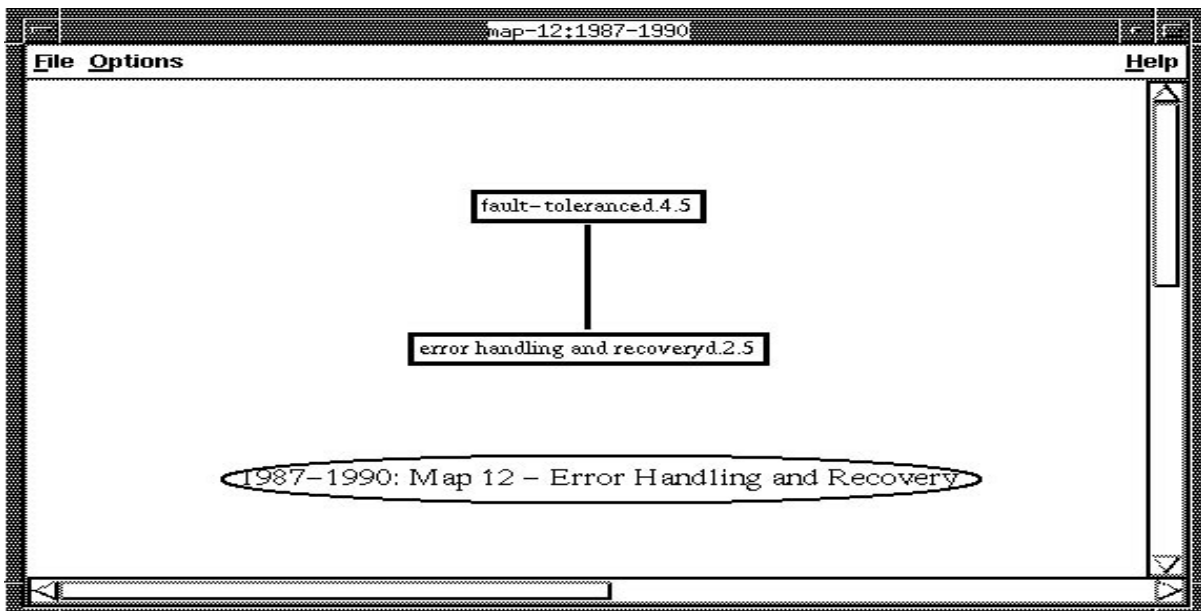 map-12:1987-1990
File Options Help
fault-toleranced.4.5
error handling and recoveryd.2.5
1987-1990: Map 12 - Error Handling and Recovery